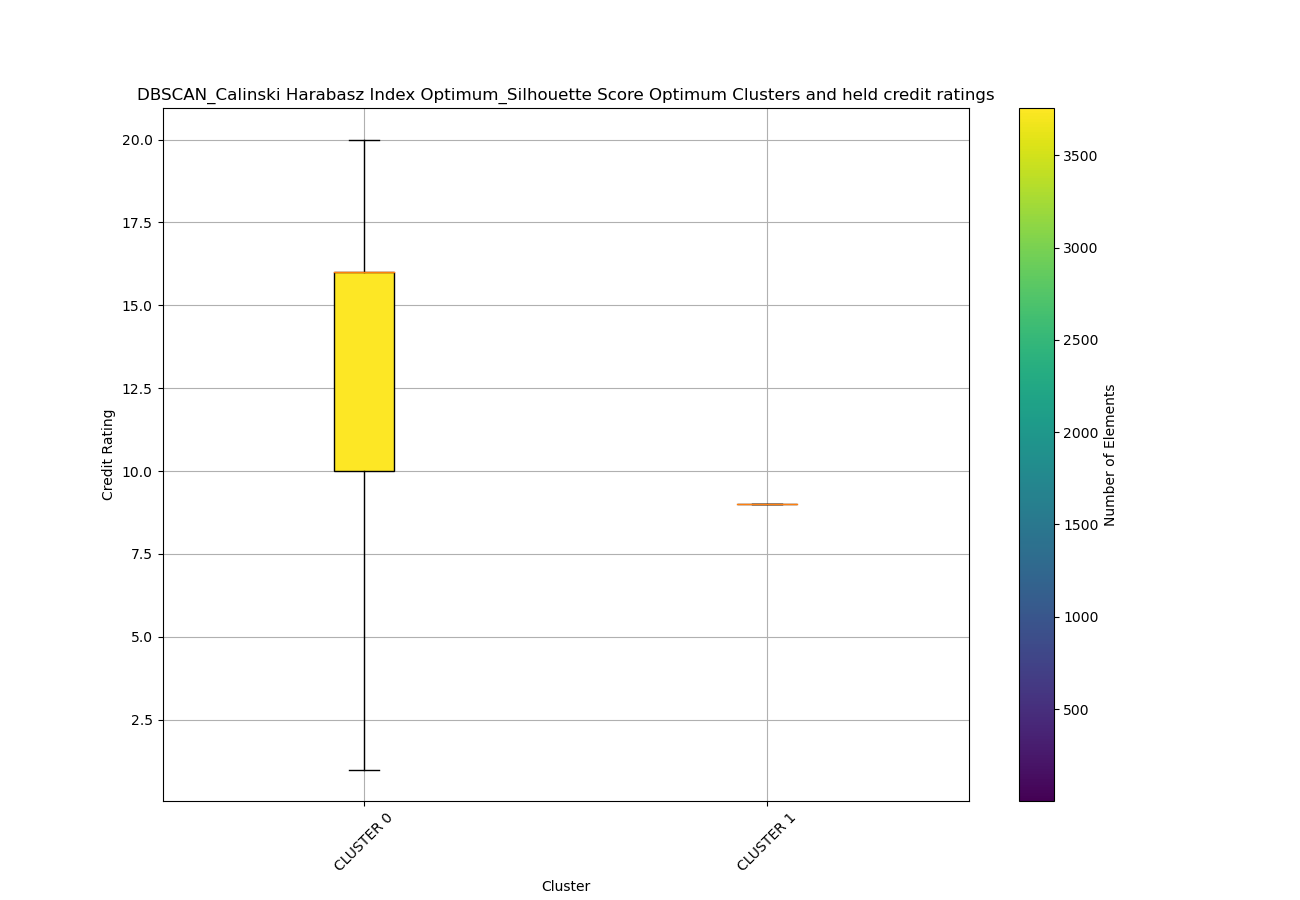 DBSCAN_Calinski Harabasz Index Optimum_Silhouette Score Optimum Clusters and held credit ratings
20.0
17.5
15.0
12.5
10.0
7.5
5.0
2.5
Credit Rating
CLUSTER 0
CLUSTER 1
Cluster
3500
3000
2500
2000
1500
1000
500
Number of Elements